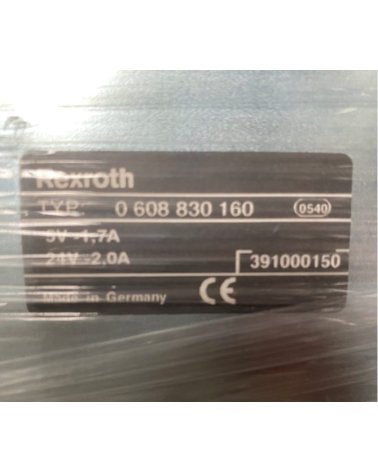 Rexroth
TYP: 0 608 830 160 0540
5V -1,7A
24V -2,0A 391000150
Made in Germany CE